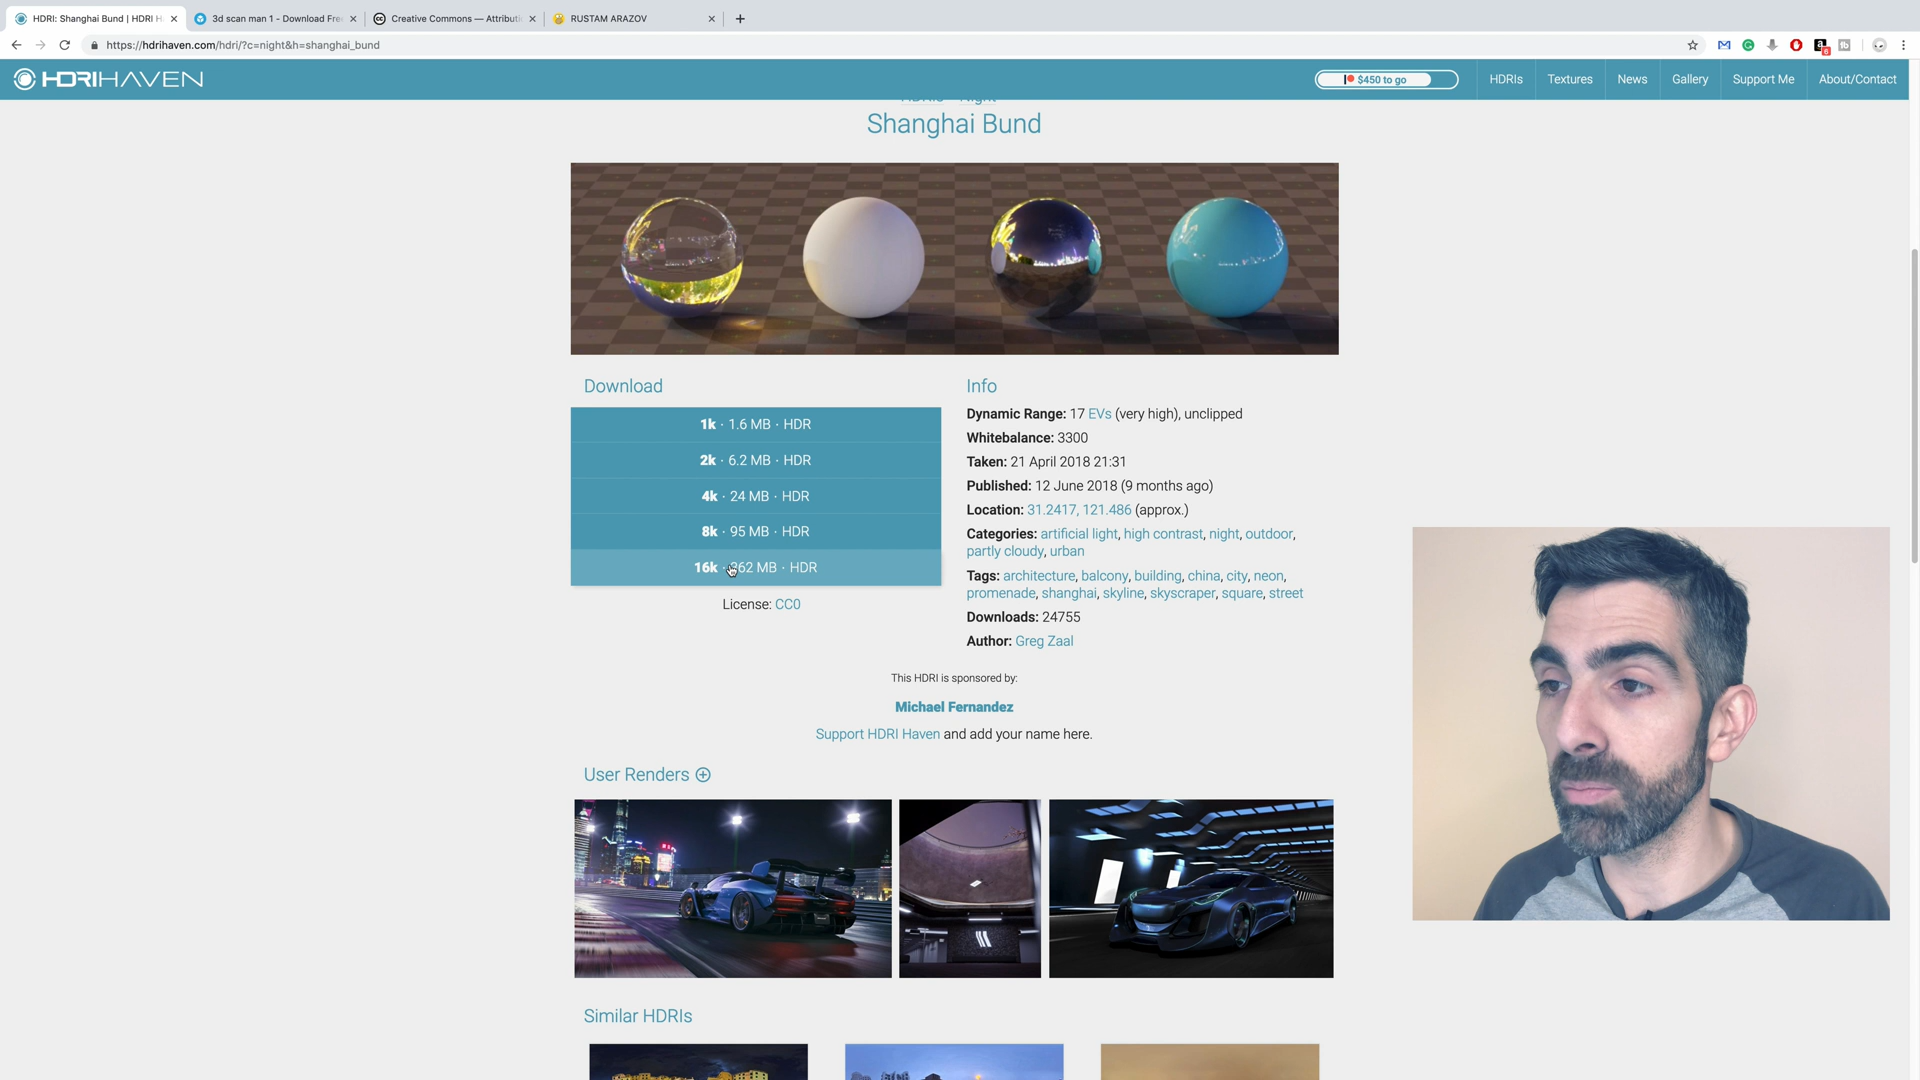 HDRI: Shanghai Bund | HDRI H
3d scan man 1 - Download Fre
Creative Commons — Attributi
RUSTAM ARAZOV
https://hdrihaven.com/hdri/?c=night&h=shanghai_bund
HDRIHAVEN
$450 to go
HDRIs
Textures
News
Gallery
Support Me
About/Contact
Shanghai Bund
Download
1k · 1.6 MB · HDR
2k · 6.2 MB · HDR
4k · 24 MB · HDR
8k · 95 MB · HDR
16k · 362 MB · HDR
License: CC0
Info
Dynamic Range: 17 EVs (very high), unclipped
Whitebalance: 3300
Taken: 21 April 2018 21:31
Published: 12 June 2018 (9 months ago)
Location: 31.2417, 121.486 (approx.)
Categories: artificial light, high contrast, night, outdoor,
partly cloudy, urban
Tags: architecture, balcony, building, china, city, neon,
promenade, shanghai, skyline, skyscraper, square, street
Downloads: 24755
Author: Greg Zaal
This HDRI is sponsored by:
Michael Fernandez
Support HDRI Haven and add your name here.
User Renders
Similar HDRIs